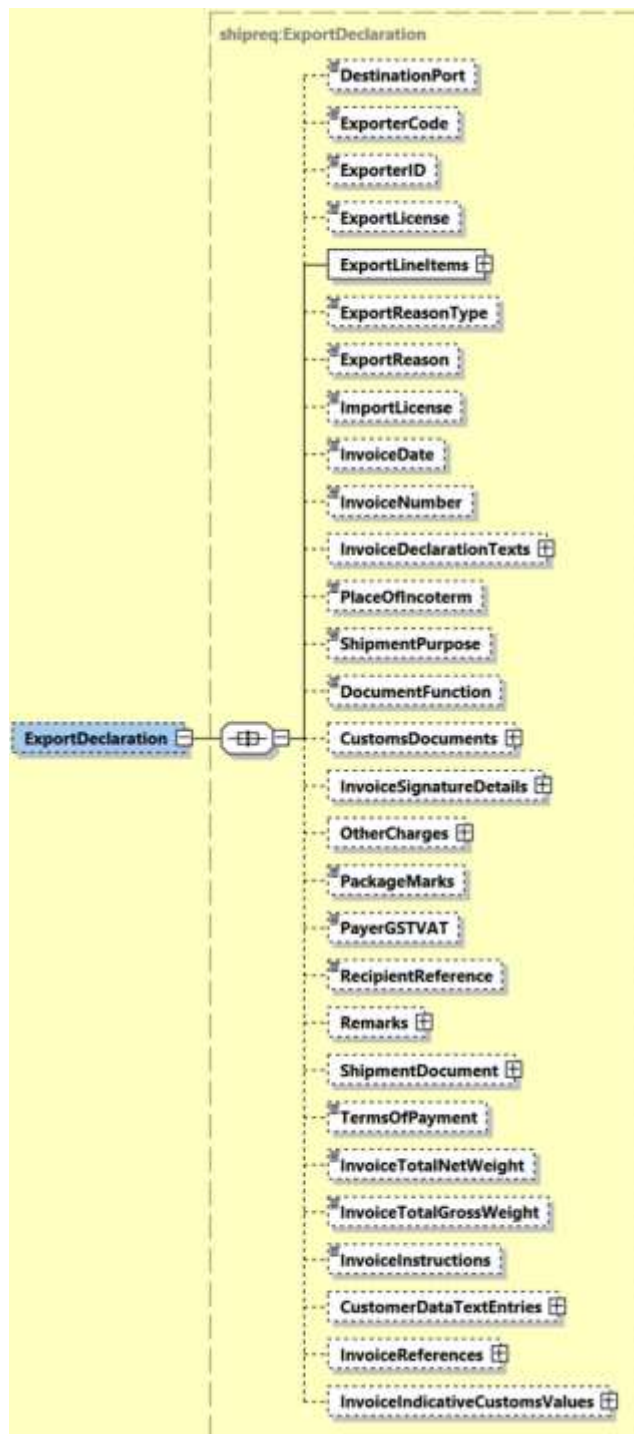 shipreq:ExportDeclaration
DestinationPort
ExporterCode
ExporterID
ExportLicense
ExportLineItems
ExportReasonType
ExportReason
ImportLicense
InvoiceDate
InvoiceNumber
InvoiceDeclarationTexts
PlaceOfIncoterm
ShipmentPurpose
DocumentFunction
ExportDeclaration
CustomsDocuments
InvoiceSignatureDetails
OtherCharges
PackageMarks
PayerGSTVAT
RecipientReference
Remarks
ShipmentDocument
TermsOfPayment
InvoiceTotalNetWeight
InvoiceTotalGrossWeight
InvoiceInstructions
CustomerDataTextEntries
InvoiceReferences
InvoiceIndicativeCustomsValues